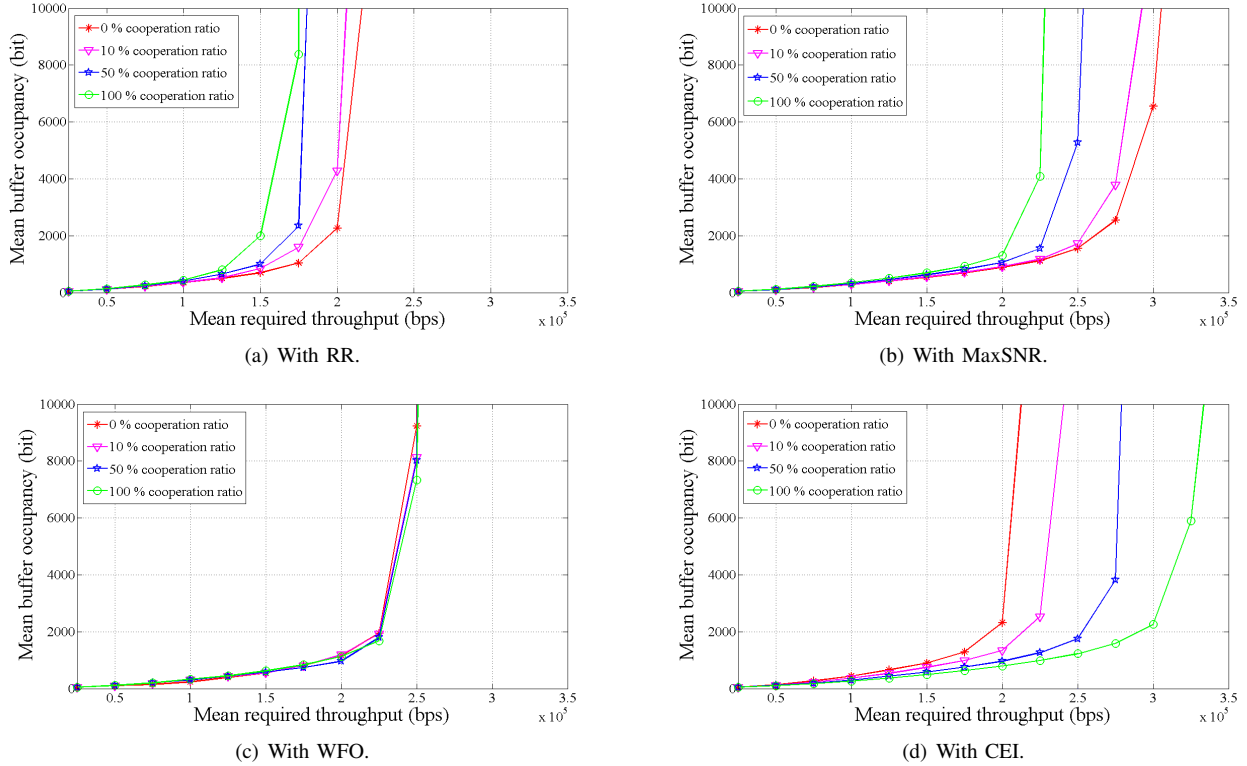 10000
8000
6000
4000
2000
0
Mean buffer occupancy (bit)
0 % cooperation ratio
10 % cooperation ratio
50 % cooperation ratio
100 % cooperation ratio
0.5 1 1.5 2 2.5 3 3.5
Mean required throughput (bps)
x 10^5
(a) With RR.
10000
8000
6000
4000
2000
0
Mean buffer occupancy (bit)
0 % cooperation ratio
10 % cooperation ratio
50 % cooperation ratio
100 % cooperation ratio
0.5 1 1.5 2 2.5 3 3.5
Mean required throughput (bps)
x 10^5
(b) With MaxSNR.
10000
8000
6000
4000
2000
0
Mean buffer occupancy (bit)
0 % cooperation ratio
10 % cooperation ratio
50 % cooperation ratio
100 % cooperation ratio
0.5 1 1.5 2 2.5 3 3.5
Mean required throughput (bps)
x 10^5
(c) With WFO.
10000
8000
6000
4000
2000
0
Mean buffer occupancy (bit)
0 % cooperation ratio
10 % cooperation ratio
50 % cooperation ratio
100 % cooperation ratio
0.5 1 1.5 2 2.5 3 3.5
Mean required throughput (bps)
x 10^5
(d) With CEI.